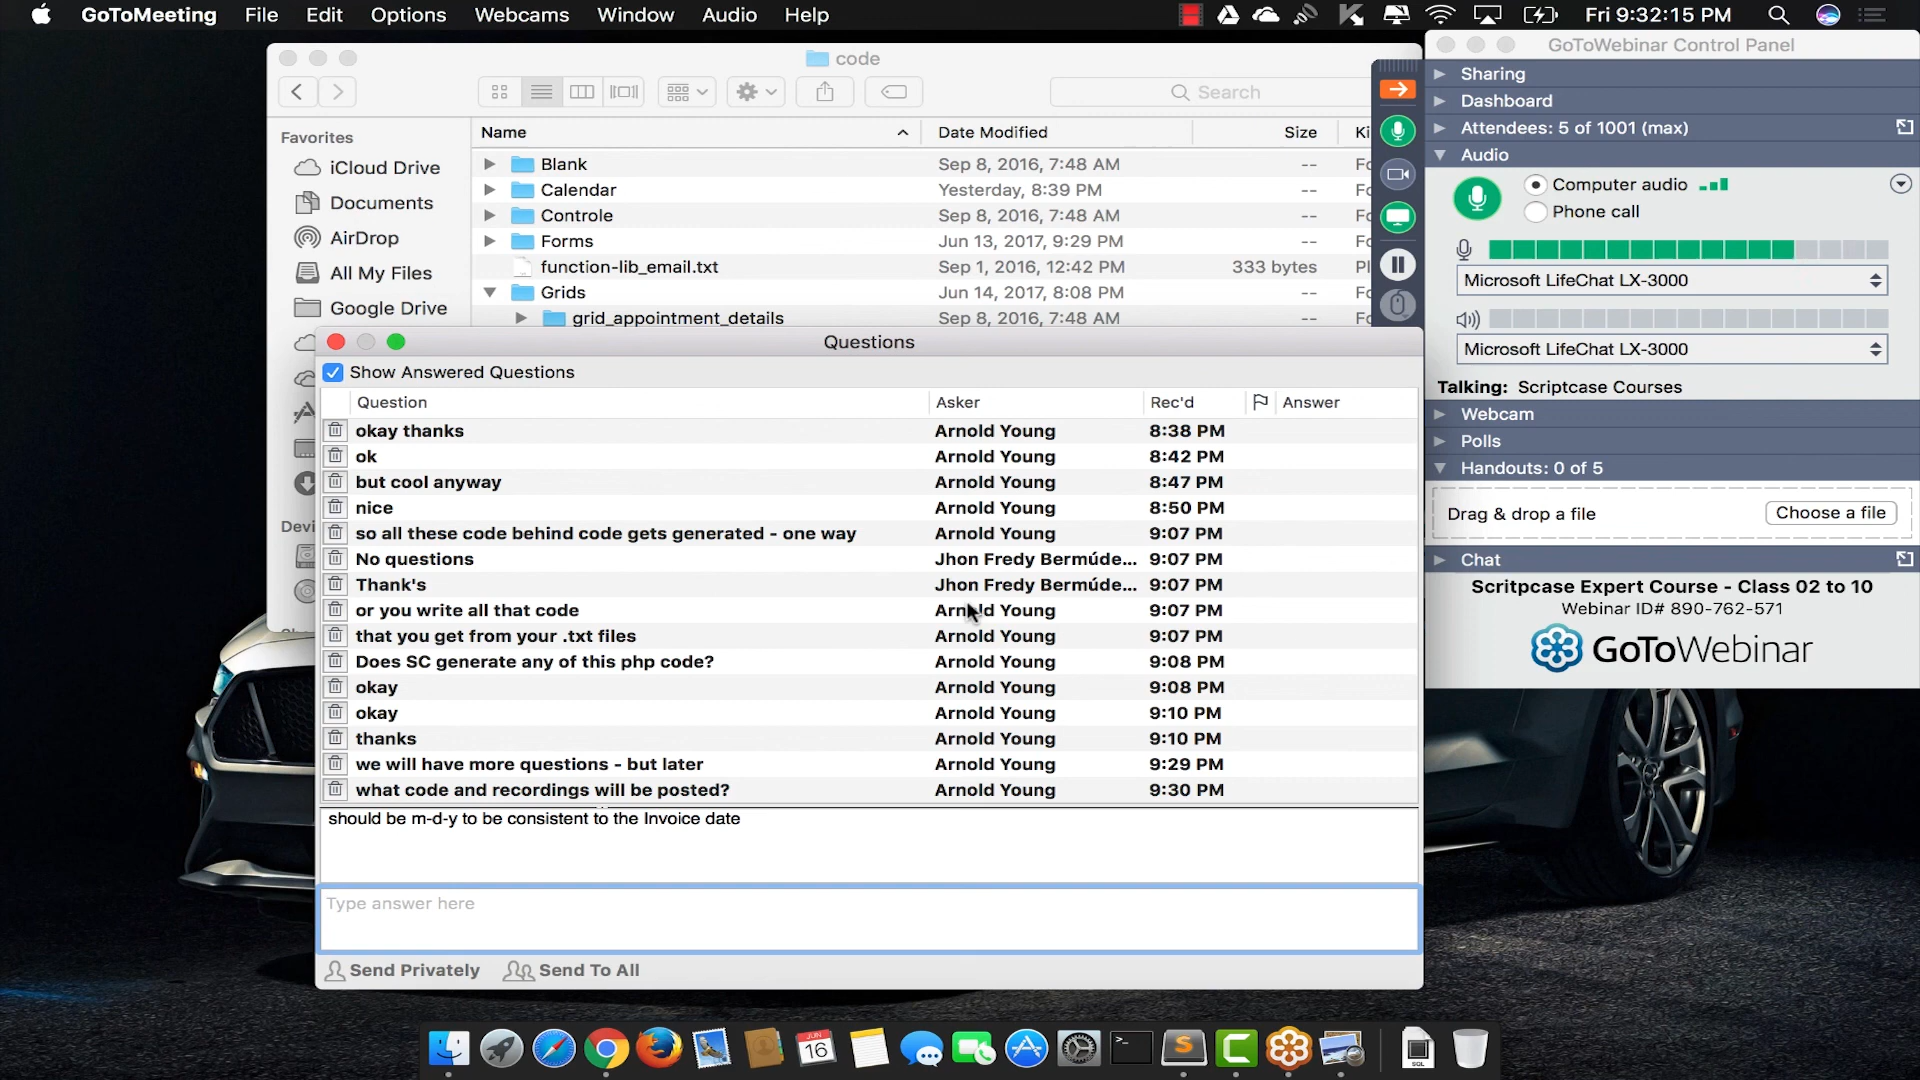 GoToMeeting File Edit Options Webcams Window Audio Help Fri 9:32:15 PM
code
Search
Favorites
iCloud Drive
Documents
AirDrop
All My Files
Google Drive
Devi
Name Date Modified Size Ki
Blank Sep 8, 2016, 7:48 AM -- Fo
Calendar Yesterday, 8:39 PM -- Fo
Controle Sep 8, 2016, 7:48 AM -- Fo
Forms Jun 13, 2017, 9:29 PM -- Fo
function-lib_email.txt Sep 1, 2016, 12:42 PM 333 bytes Pl
Grids Jun 14, 2017, 8:08 PM -- Fo
grid_appointment_details Sep 8, 2016, 7:48 AM -- Fo
Questions
Show Answered Questions
Question Asker Rec'd Answer
okay thanks Arnold Young 8:38 PM
ok Arnold Young 8:42 PM
but cool anyway Arnold Young 8:47 PM
nice Arnold Young 8:50 PM
so all these code behind code gets generated - one way Arnold Young 9:07 PM
No questions Jhon Fredy Bermúde... 9:07 PM
Thank's Jhon Fredy Bermúde... 9:07 PM
or you write all that code Arnold Young 9:07 PM
that you get from your .txt files Arnold Young 9:07 PM
Does SC generate any of this php code? Arnold Young 9:08 PM
okay Arnold Young 9:08 PM
okay Arnold Young 9:10 PM
thanks Arnold Young 9:10 PM
we will have more questions - but later Arnold Young 9:29 PM
what code and recordings will be posted? Arnold Young 9:30 PM
should be m-d-y to be consistent to the Invoice date
Type answer here
Send Privately Send To All
GoToWebinar Control Panel
Sharing
Dashboard
Attendees: 5 of 1001 (max)
Audio
Computer audio
Phone call
Microsoft LifeChat LX-3000
Microsoft LifeChat LX-3000
Talking: Scriptcase Courses
Webcam
Polls
Handouts: 0 of 5
Drag & drop a file Choose a file
Chat
Scritpcase Expert Course - Class 02 to 10
Webinar ID# 890-762-571
GoToWebinar
JUN
16
SQL